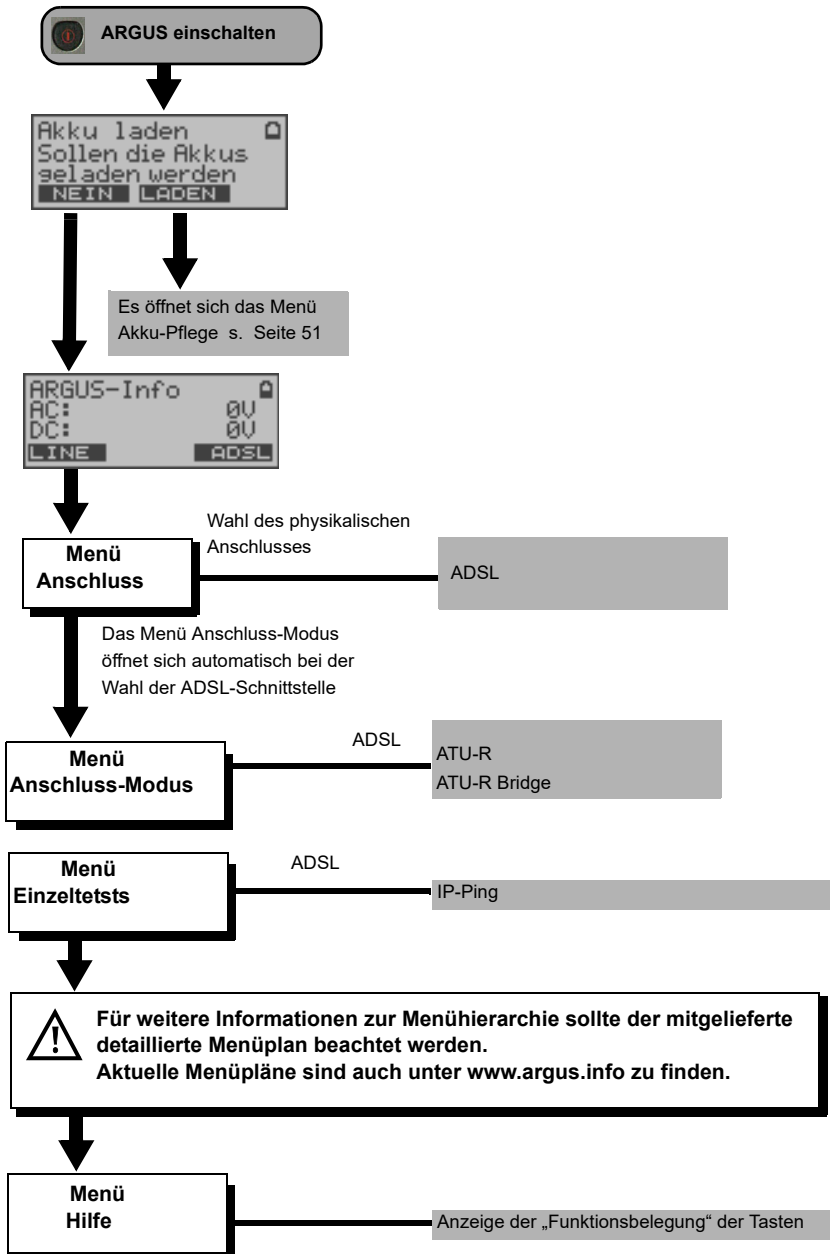 ARGUS einschalten
Akku laden
Sollen die Akkus
geladen werden
NEIN LADEN
Es öffnet sich das Menü
Akku-Pflege s. Seite 51
ARGUS-Info
AC: 0V
DC: 0V
LINE ADSL
Wahl des physikalischen
Anschlusses
Menü
Anschluss
ADSL
Das Menü Anschluss-Modus
öffnet sich automatisch bei der
Wahl der ADSL-Schnittstelle
Menü
Anschluss-Modus
ADSL
ATU-R
ATU-R Bridge
Menü
Einzeltetsts
ADSL
IP-Ping
Für weitere Informationen zur Menühierarchie sollte der mitgelieferte
detaillierte Menüplan beachtet werden.
Aktuelle Menüpläne sind auch unter www.argus.info zu finden.
Menü
Hilfe
Anzeige der „Funktionsbelegung“ der Tasten